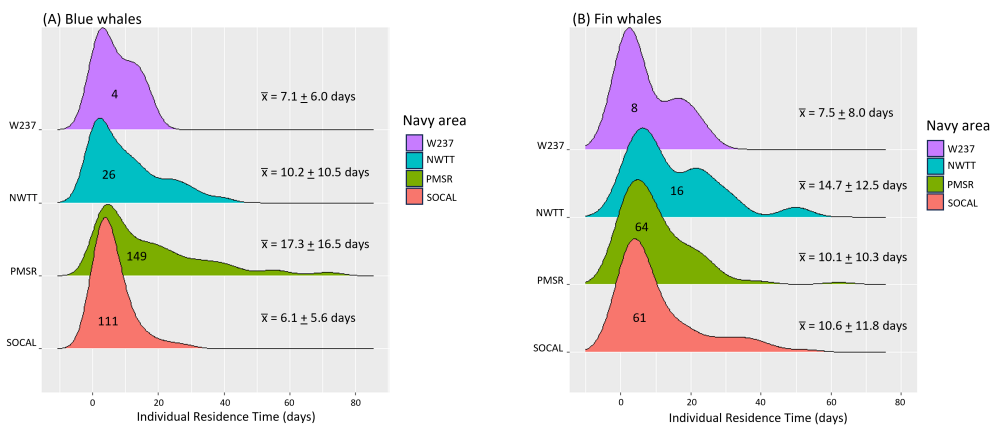 (A) Blue whales
4
x̄ = 7.1 ± 6.0 days
W237
26
x̄ = 10.2 ± 10.5 days
NWTT
149
x̄ = 17.3 ± 16.5 days
PMSR
111
x̄ = 6.1 ± 5.6 days
SOCAL
0 20 40 60 80
Individual Residence Time (days)
Navy area
W237
NWTT
PMSR
SOCAL
(B) Fin whales
8
x̄ = 7.5 ± 8.0 days
W237
16
x̄ = 14.7 ± 12.5 days
NWTT
64
x̄ = 10.1 ± 10.3 days
PMSR
61
x̄ = 10.6 ± 11.8 days
SOCAL
0 20 40 60 80
Individual Residence Time (days)
Navy area
W237
NWTT
PMSR
SOCAL